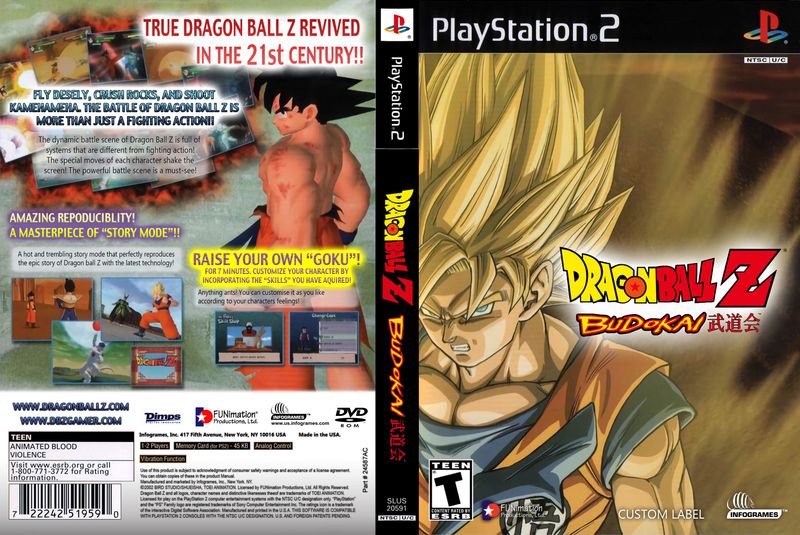 TRUE DRAGON BALL Z REVIVED
IN THE 21st CENTURY!!
FLY DESELY, CRUSH ROCKS, AND SHOOT
KAMEHAMEHA. THE BATTLE OF DRAGON BALL Z IS
MORE THAN JUST A FIGHTING ACTION!!
The dynamic battle scene of Dragon Ball Z is full of
systems that are different from fighting action!
The special moves of each character shake the
screen! The powerful battle scene is a must-see!
AMAZING REPODUCIBLITY!
A MASTERPIECE OF "STORY MODE"!!
A hot and trembling story mode that perfectly reproduces
the epic story of Dragon ball Z with the latest technology!
RAISE YOUR OWN "GOKU"!
FOR 7 MINUTES. CUSTOMIZE YOUR CHARACTER BY
INCORPORATING THE "SKILLS" YOU HAVE AQUIRED!
Anything ants! You can customise it as you like
according to your characters feelings!
Skill Shop
WWW.DRAGONBALLZ.COM
WWW.DBZGAMER.COM
Dimps
FUNimation
Productions, Ltd.
INFOGRAMES
www.us.infogrames.com
DVD
ROM
Infogrames, Inc. 417 Fifth Avenue, New York, NY 10016 USA
Made in the U.S.A.
1-2 Players
Memory Card (for PS2) - 45 KB
Analog Control
Vibration Function
TEEN
ANIMATED BLOOD
VIOLENCE
Visit www.esrb.org or call
1-800-771-3772 for Rating
Information.
7 22242 51959 0
Part # 24587AC
PlayStation.2
DRAGON BALL Z
BUDOKAI 武道会
SLUS
20591
NTSC U/C
PlayStation®2
NTSC U/C
DRAGON BALL Z
BUDOKAI 武道会
TEEN
T
ESRB
FUNimation
Productions, Ltd.
CUSTOM LABEL
INFOGRAMES